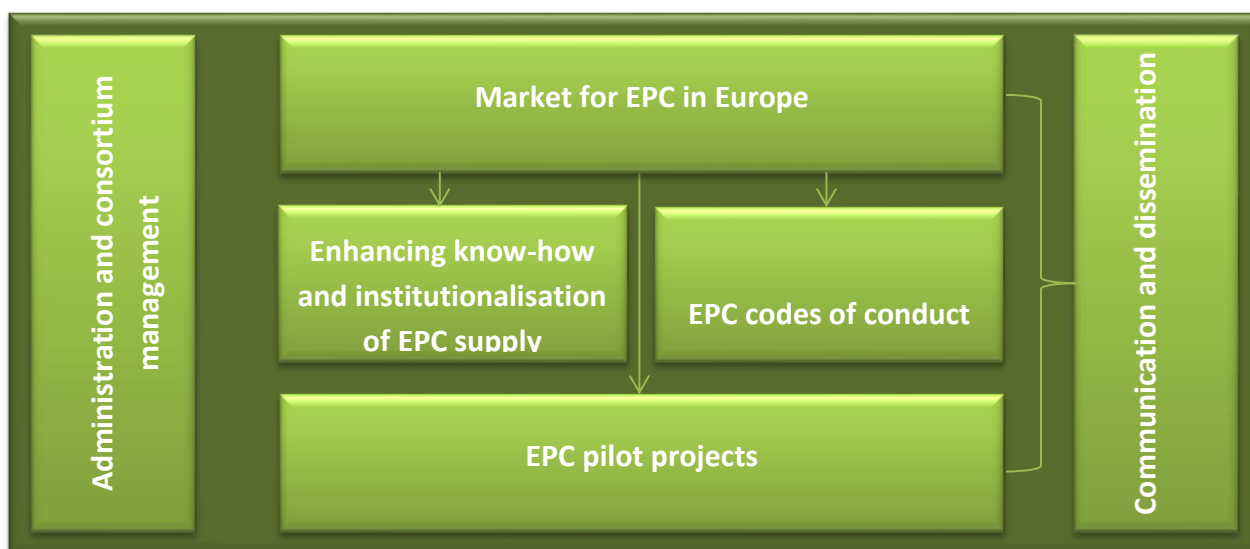 Administration and consortium
management
Market for EPC in Europe
Enhancing know-how
and institutionalisation
of EPC supply
EPC codes of conduct
EPC pilot projects
Communication and dissemination